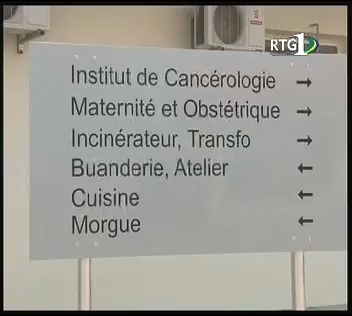 RTG1
Institut de Cancérologie →
Maternité et Obstétrique →
Incinérateur, Transfo →
Buanderie, Atelier ←
Cuisine ←
Morgue ←